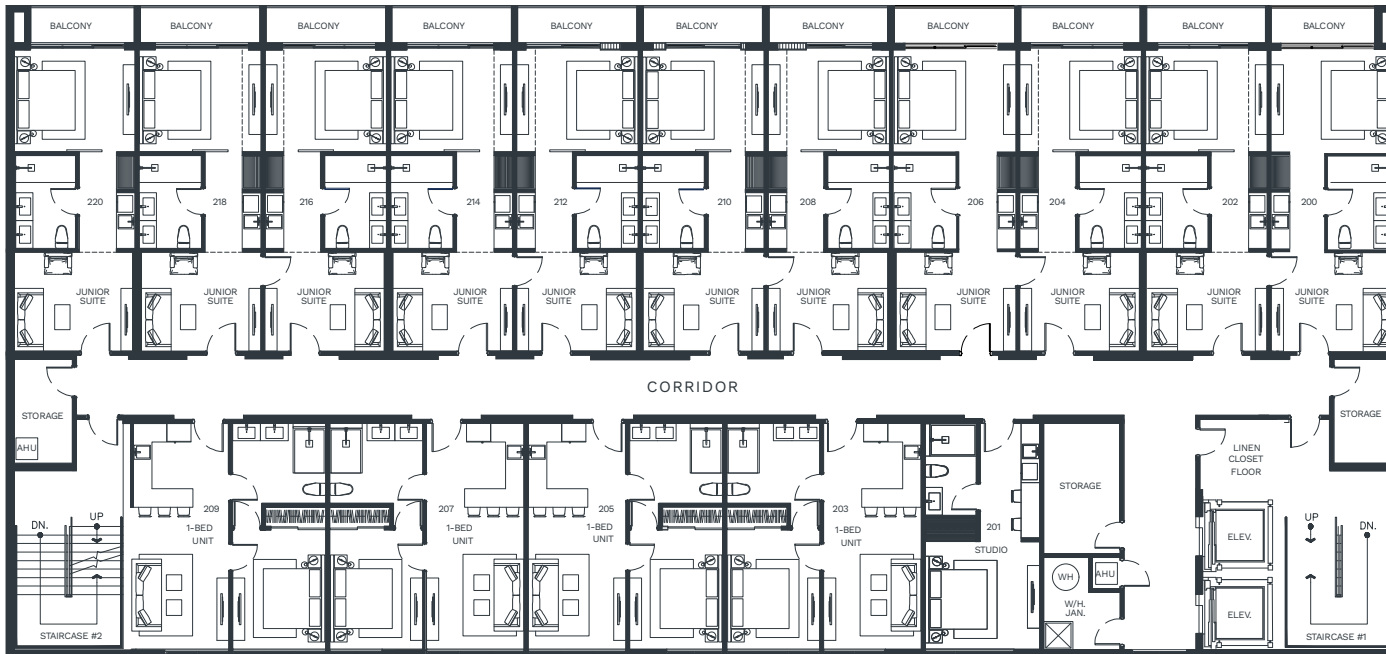 BALCONY
BALCONY
BALCONY
BALCONY
BALCONY
BALCONY
BALCONY
BALCONY
BALCONY
BALCONY
BALCONY
220
218
216
214
212
210
208
206
204
202
200
JUNIOR
SUITE
JUNIOR
SUITE
JUNIOR
SUITE
JUNIOR
SUITE
JUNIOR
SUITE
JUNIOR
SUITE
JUNIOR
SUITE
JUNIOR
SUITE
JUNIOR
SUITE
JUNIOR
SUITE
JUNIOR
SUITE
CORRIDOR
STORAGE
AHU
STORAGE
LINEN
CLOSET
FLOOR
STORAGE
209
1-BED
UNIT
207
1-BED
UNIT
205
1-BED
UNIT
203
1-BED
UNIT
201
STUDIO
DN.
UP
STAIRCASE #2
WH
AHU
W/H.
JAN.
ELEV.
ELEV.
UP
DN.
STAIRCASE #1